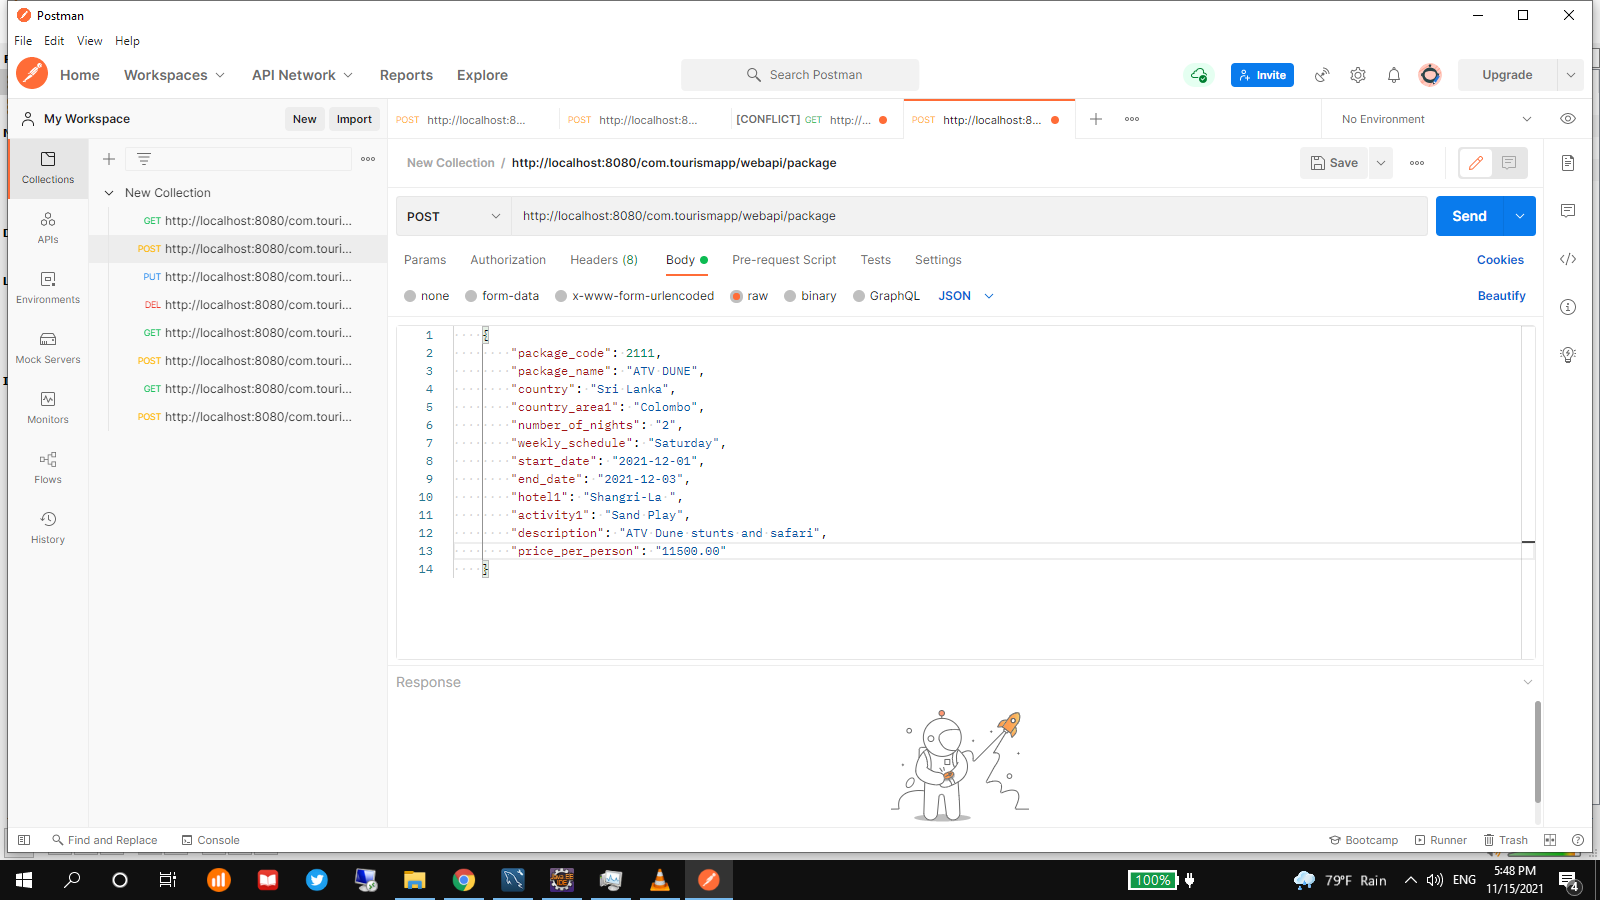 Postman
File Edit View Help
Home Workspaces API Network Reports Explore Search Postman Invite Upgrade
My Workspace New Import POST http://localhost:8... POST http://localhost:8... [CONFLICT] GET http://... POST http://localhost:8... No Environment
New Collection / http://localhost:8080/com.tourismapp/webapi/package Save
Collections
APIs
Environments
Mock Servers
Monitors
Flows
History
New Collection
GET http://localhost:8080/com.touri...
POST http://localhost:8080/com.touri...
PUT http://localhost:8080/com.touri...
DEL http://localhost:8080/com.touri...
GET http://localhost:8080/com.touri...
POST http://localhost:8080/com.touri...
GET http://localhost:8080/com.touri...
POST http://localhost:8080/com.touri...
POST http://localhost:8080/com.tourismapp/webapi/package Send
Params Authorization Headers (8) Body Pre-request Script Tests Settings Cookies
none form-data x-www-form-urlencoded raw binary GraphQL JSON Beautify
1 {
2 "package_code": 2111,
3 "package_name": "ATV DUNE",
4 "country": "Sri Lanka",
5 "country_area1": "Colombo",
6 "number_of_nights": "2",
7 "weekly_schedule": "Saturday",
8 "start_date": "2021-12-01",
9 "end_date": "2021-12-03",
10 "hotel1": "Shangri-La ",
11 "activity1": "Sand Play",
12 "description": "ATV Dune stunts and safari",
13 "price_per_person": "11500.00"
14 }
Response
Find and Replace Console Bootcamp Runner Trash
100% 79°F Rain ENG 5:48 PM
11/15/2021 4